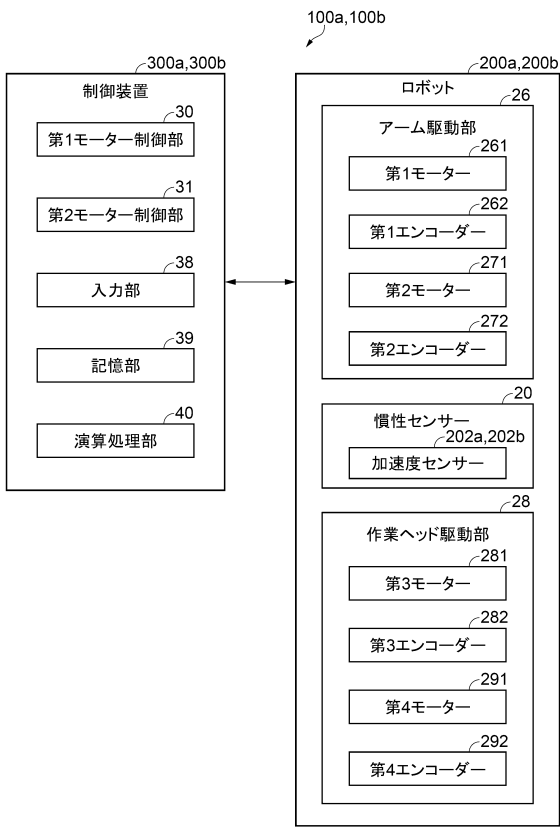 100a,100b
300a,300b
制御装置
30
第1モーター制御部
31
第2モーター制御部
38
入力部
39
記憶部
40
演算処理部
200a,200b
ロボット
26
アーム駆動部
261
第1モーター
262
第1エンコーダー
271
第2モーター
272
第2エンコーダー
20
慣性センサー
202a,202b
加速度センサー
28
作業ヘッド駆動部
281
第3モーター
282
第3エンコーダー
291
第4モーター
292
第4エンコーダー